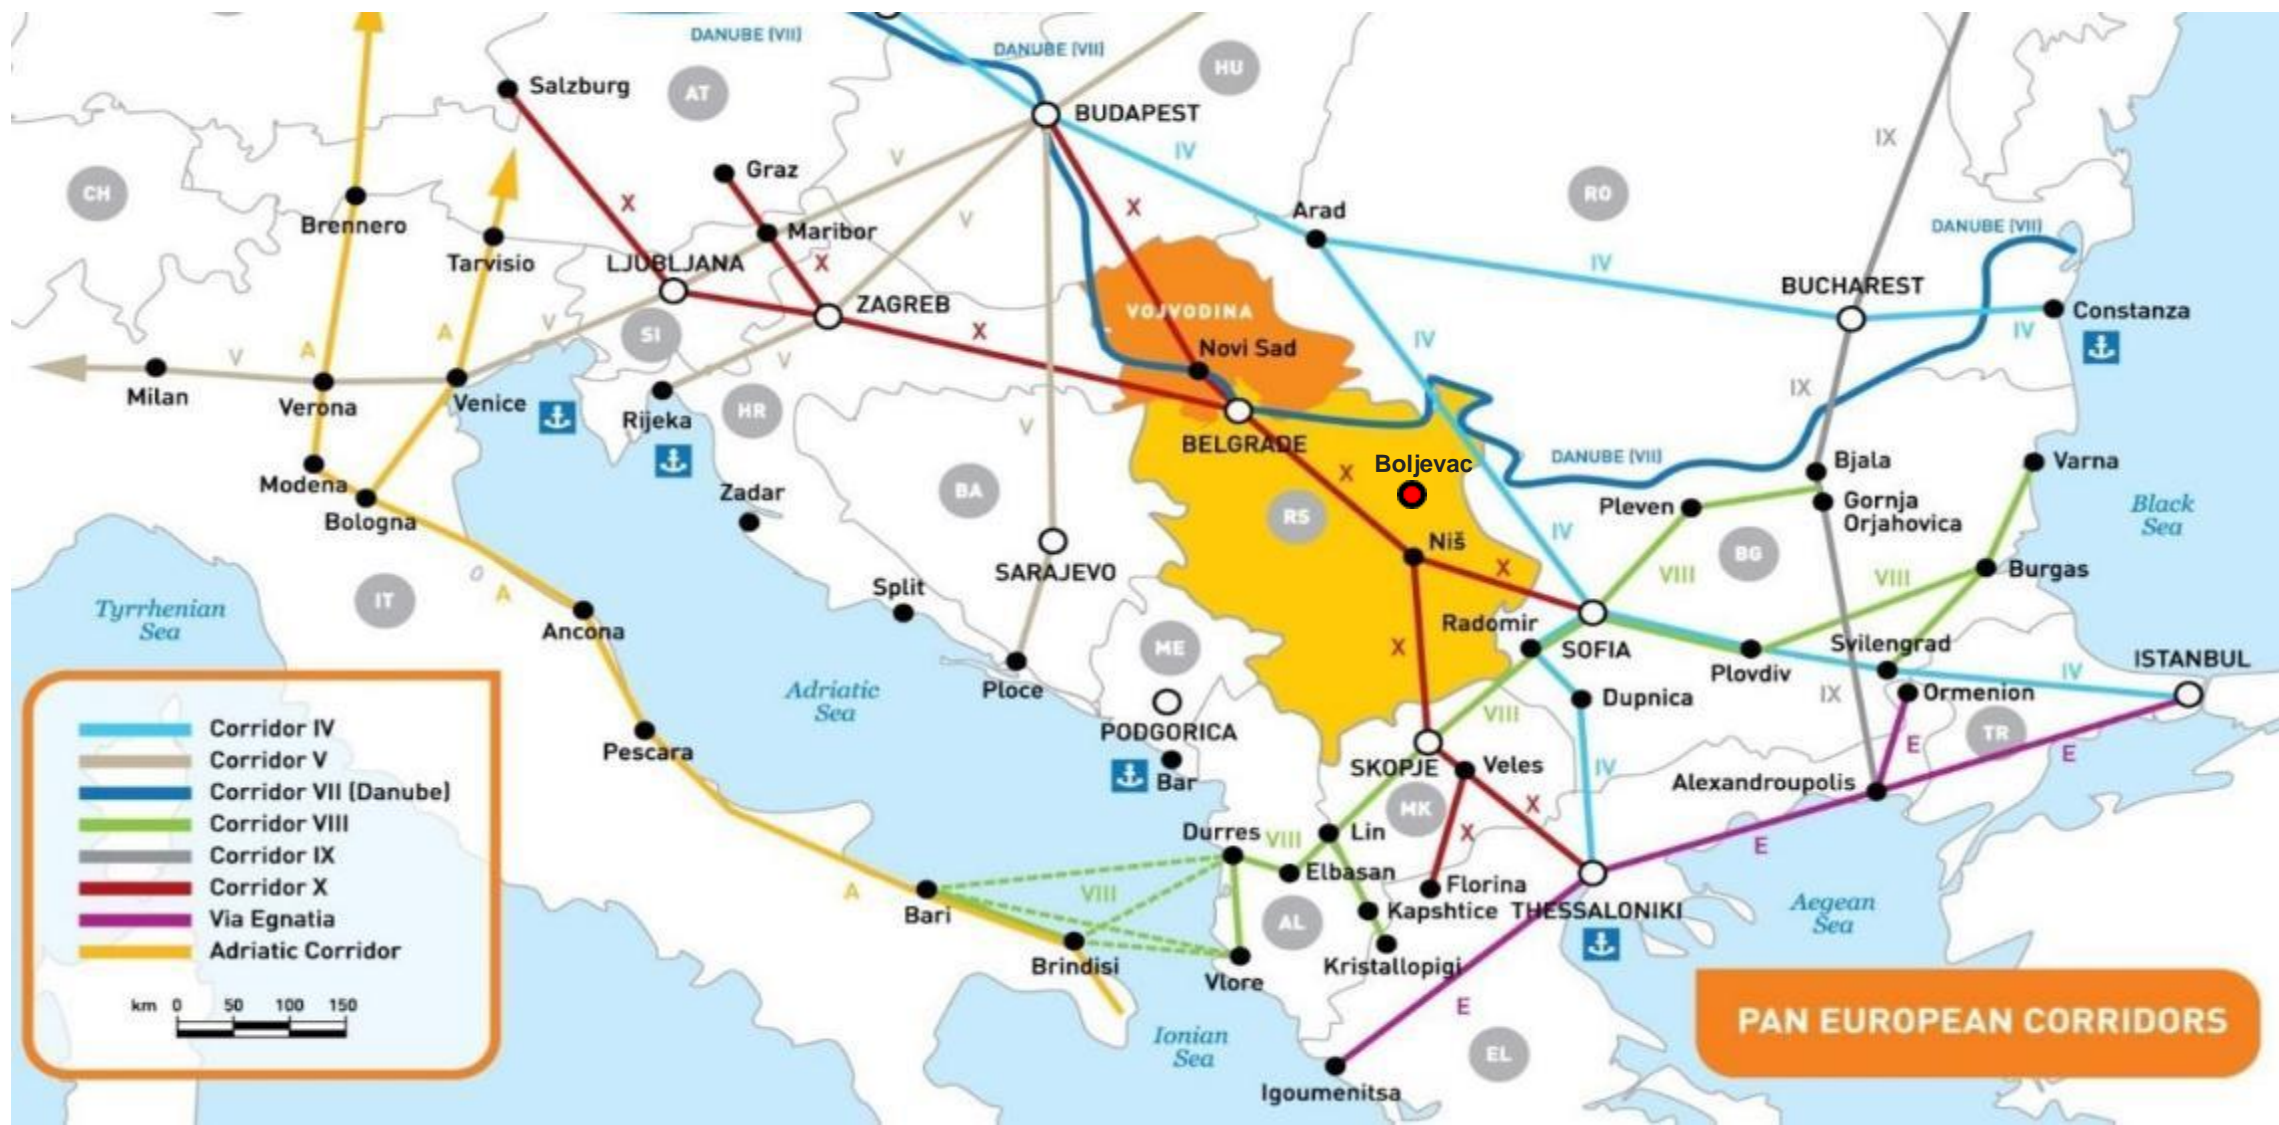 DANUBE (VII)
DANUBE (VII)
HU
Salzburg
AT
BUDAPEST
IX
IV
V
Graz
CH
RO
X
X
Arad
Brennero
V
Maribor
DANUBE (VII)
Tarvisio
LJUBLJANA
X
IV
BUCHAREST
ZAGREB
VOJVODINA
Constanza
V
A
SI
X
IV
IV
A
V
V
Novi Sad
Milan
Verona
Venice
IX
Rijeka
HR
V
BELGRADE
DANUBE (VII)
Bjala
Varna
Boljevac
X
Modena
Zadar
BA
Pleven
Gornja
Orjahovica
Black
Sea
Bologna
RS
IV
Niš
BG
SARAJEVO
X
VIII
VIII
Burgas
Split
A
IT
Tyrrhenian
Sea
Ancona
Radomir
X
ME
SOFIA
Svilengrad
Plovdiv
IV
ISTANBUL
Ploce
Adriatic
Sea
Dupnica
IX
Ormenion
VIII
PODGORICA
TR
E
E
Pescara
SKOPJE
Veles
IV
Bar
Alexandroupolis
MK
X
X
Durres
VIII
Lin
E
Elbasan
Florina
A
VIII
Bari
Kapshtice
THESSALONIKI
AL
Aegean
Sea
Brindisi
Kristallopigi
Vlore
E
Ionian
Sea
EL
Igoumenitsa
Corridor IV
Corridor V
Corridor VII (Danube)
Corridor VIII
Corridor IX
Corridor X
Via Egnatia
Adriatic Corridor
km 0 50 100 150
PAN EUROPEAN CORRIDORS